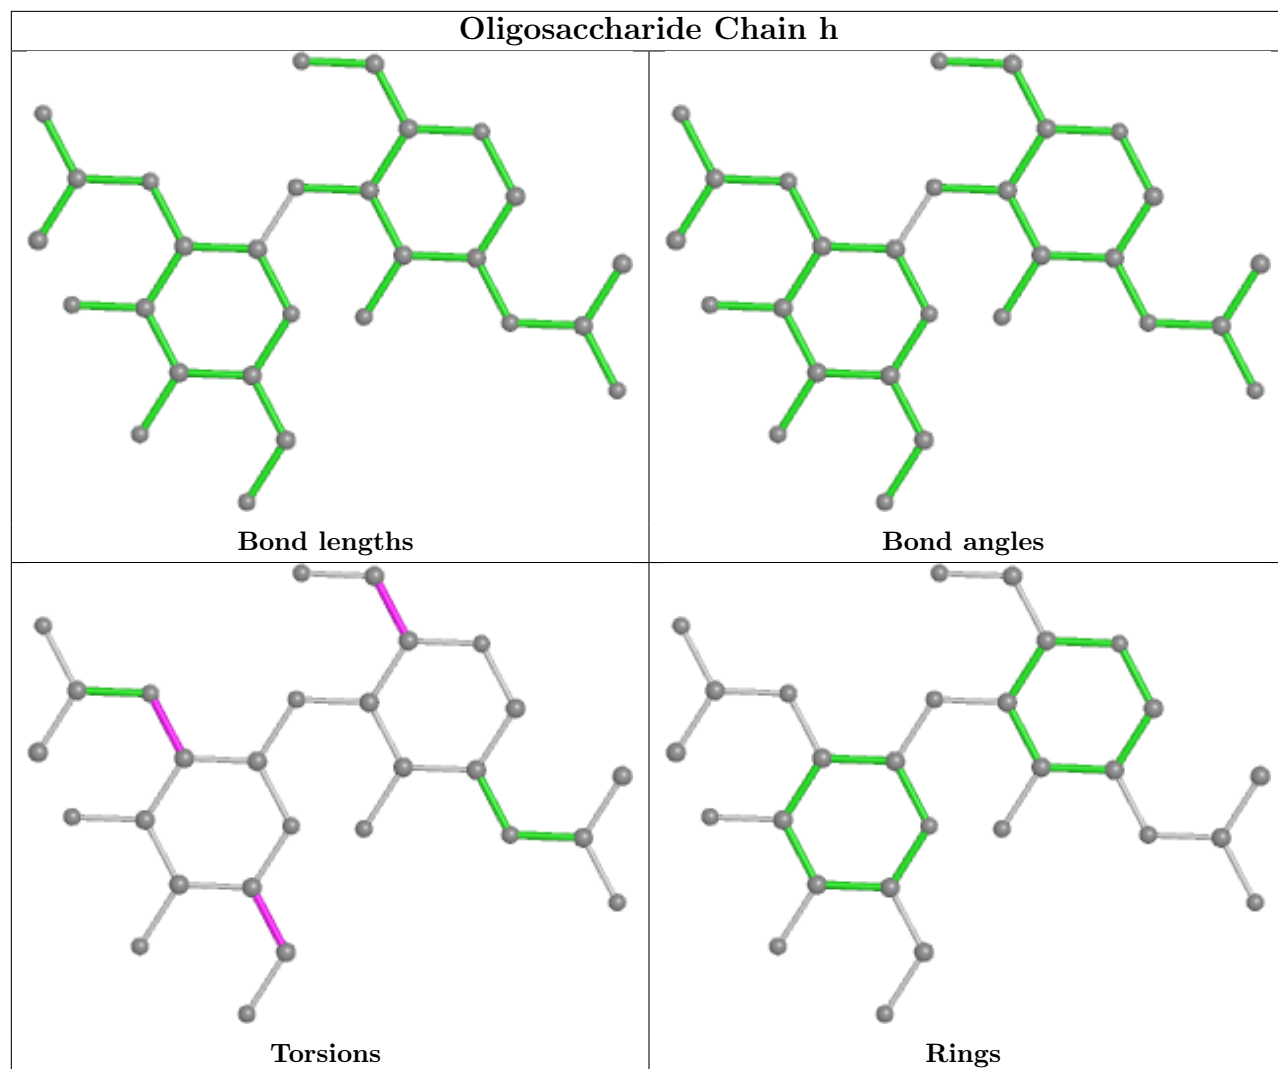 Oligosaccharide Chain h
Bond lengths
Bond angles
Torsions
Rings